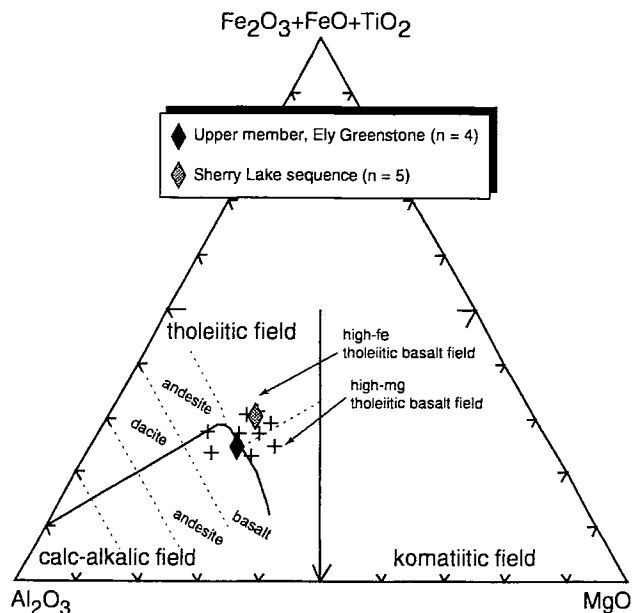 Fe₂O₃+FeO+TiO₂
Upper member, Ely Greenstone (n = 4)
Sherry Lake sequence (n = 5)
tholeiitic field
high-fe
tholeiitic basalt field
high-mg
tholeiitic basalt field
andesite
dacite
andesite
basalt
calc-alkalic field
komatiitic field
Al₂O₃
MgO